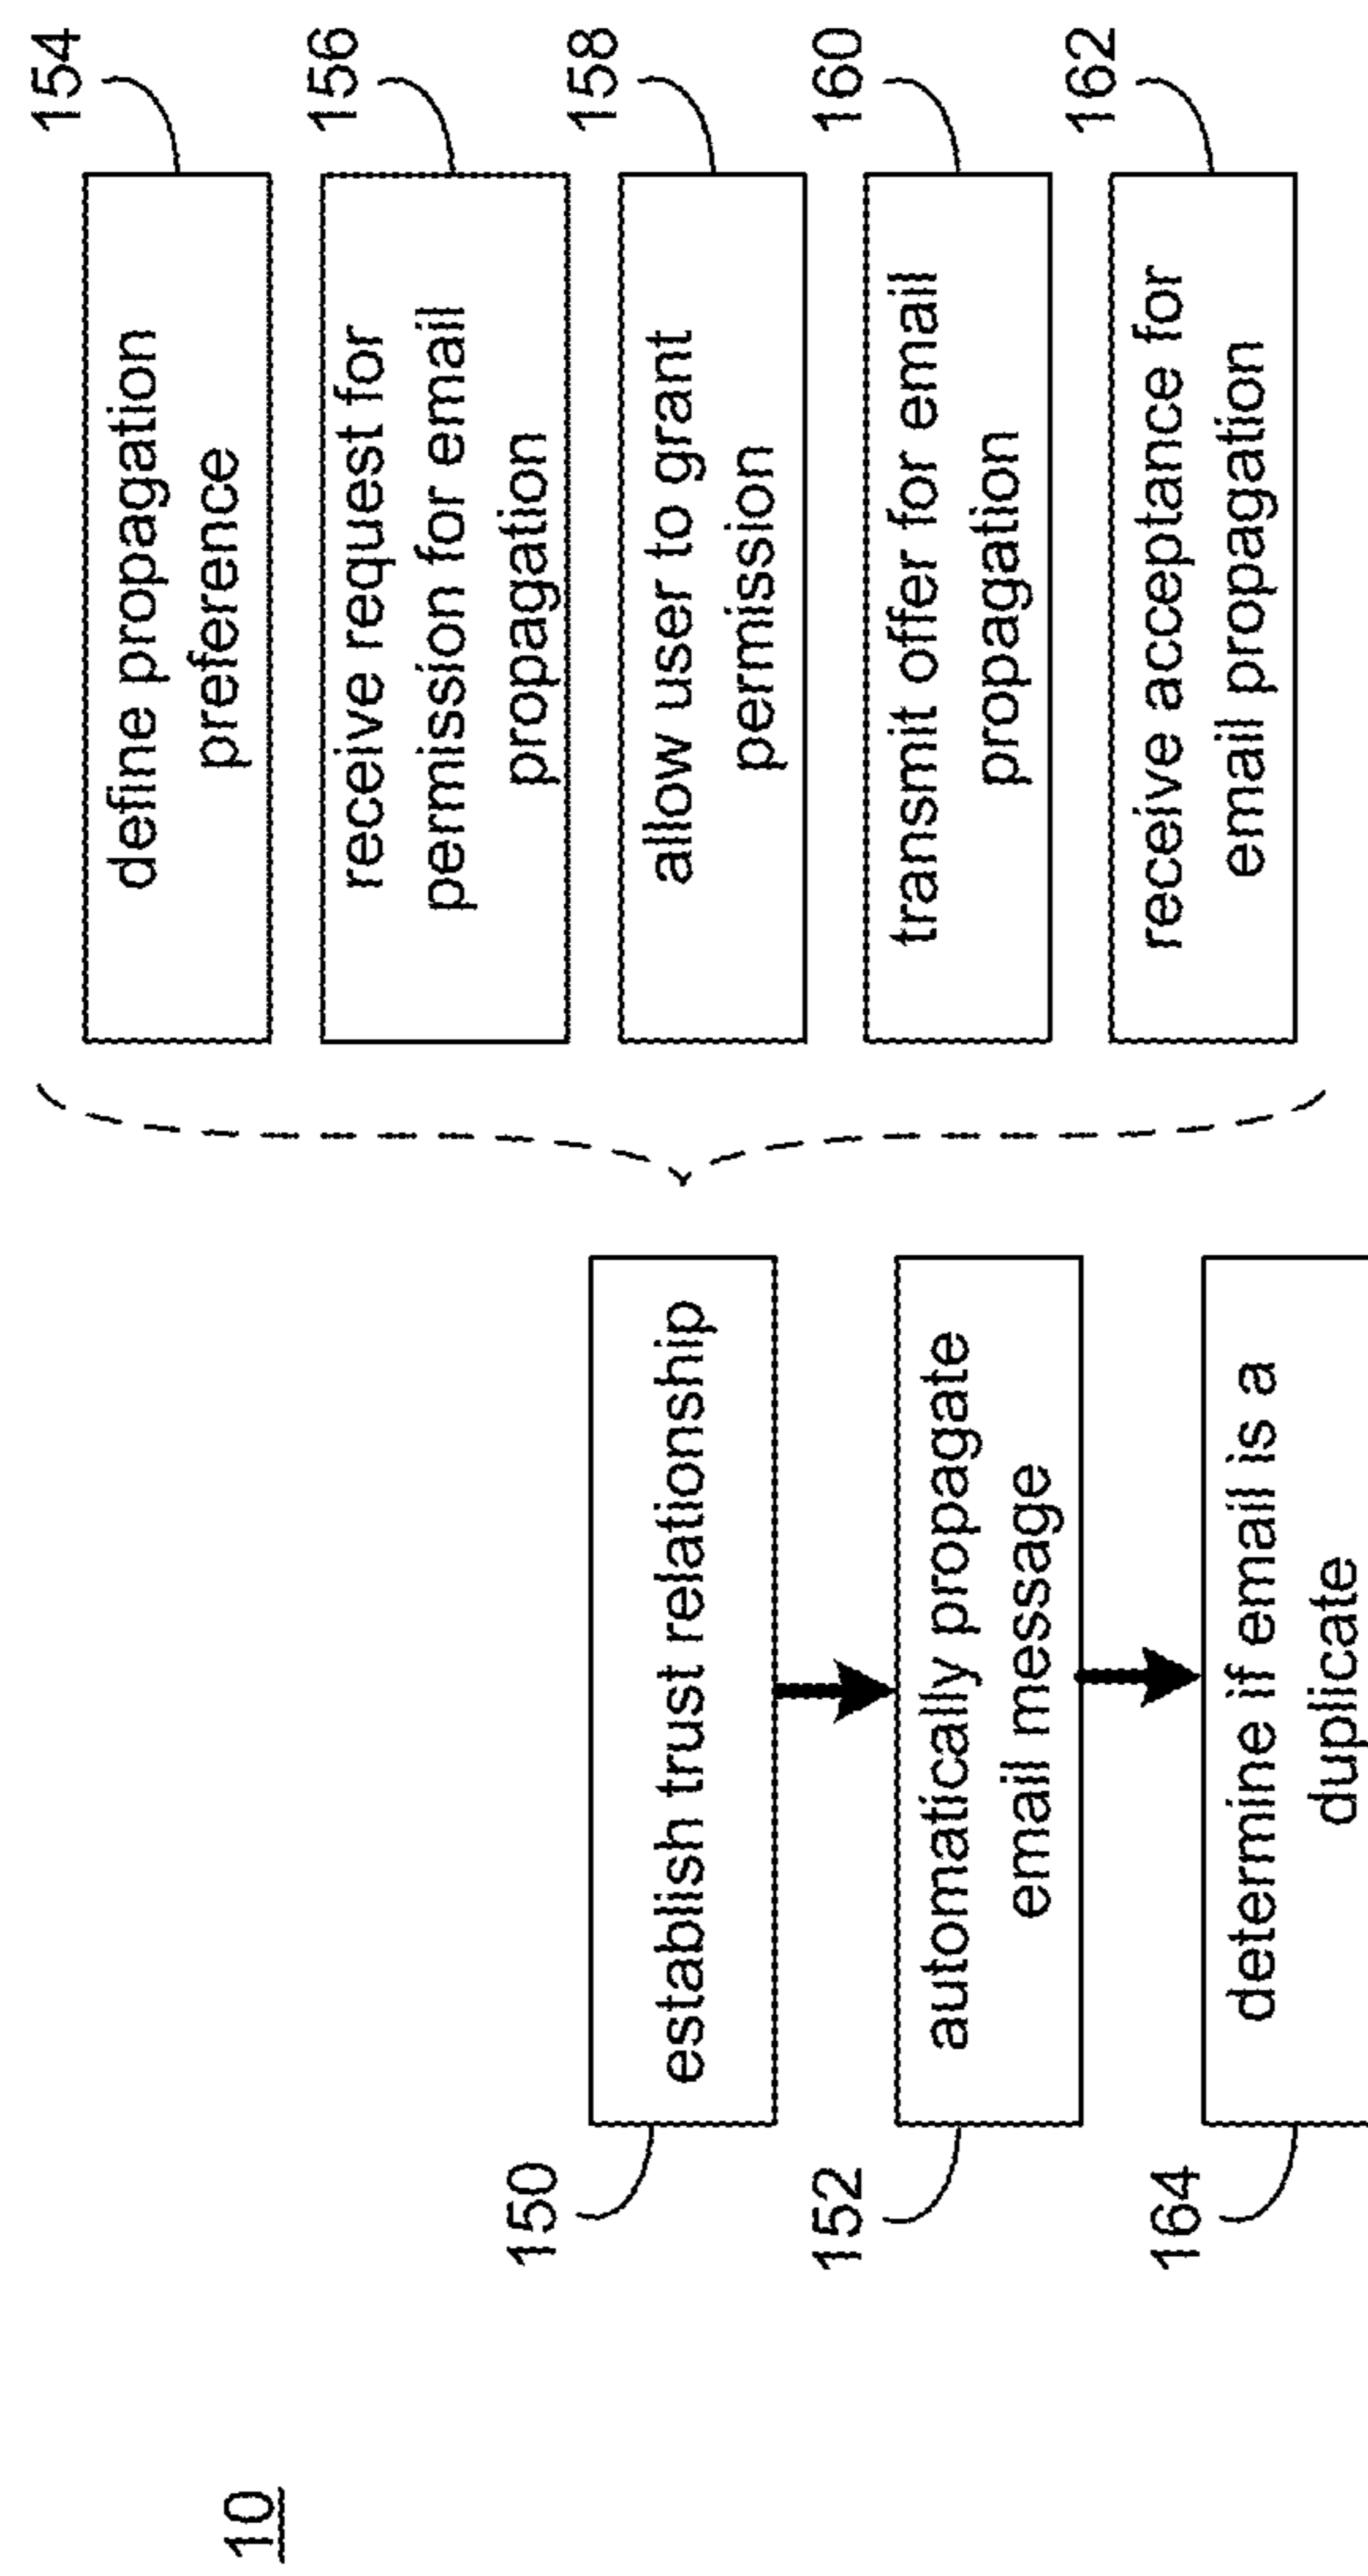 10
150
establish trust relationship
152
automatically propagate
email message
164
determine if email is a
duplicate
154
define propagation
preference
156
receive request for
permission for email
propagation
158
allow user to grant
permission
160
transmit offer for email
propagation
162
receive acceptance for
email propagation